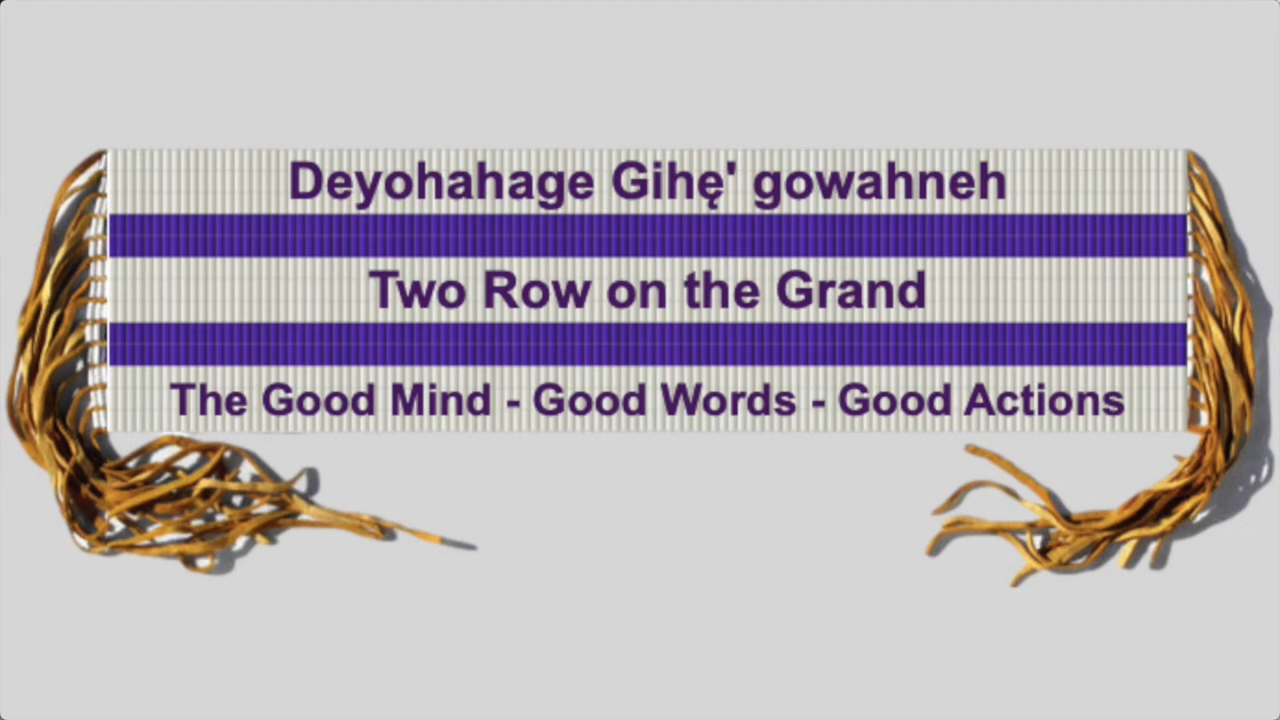 Deyohahage Gihę' gowahneh
Two Row on the Grand
The Good Mind - Good Words - Good Actions